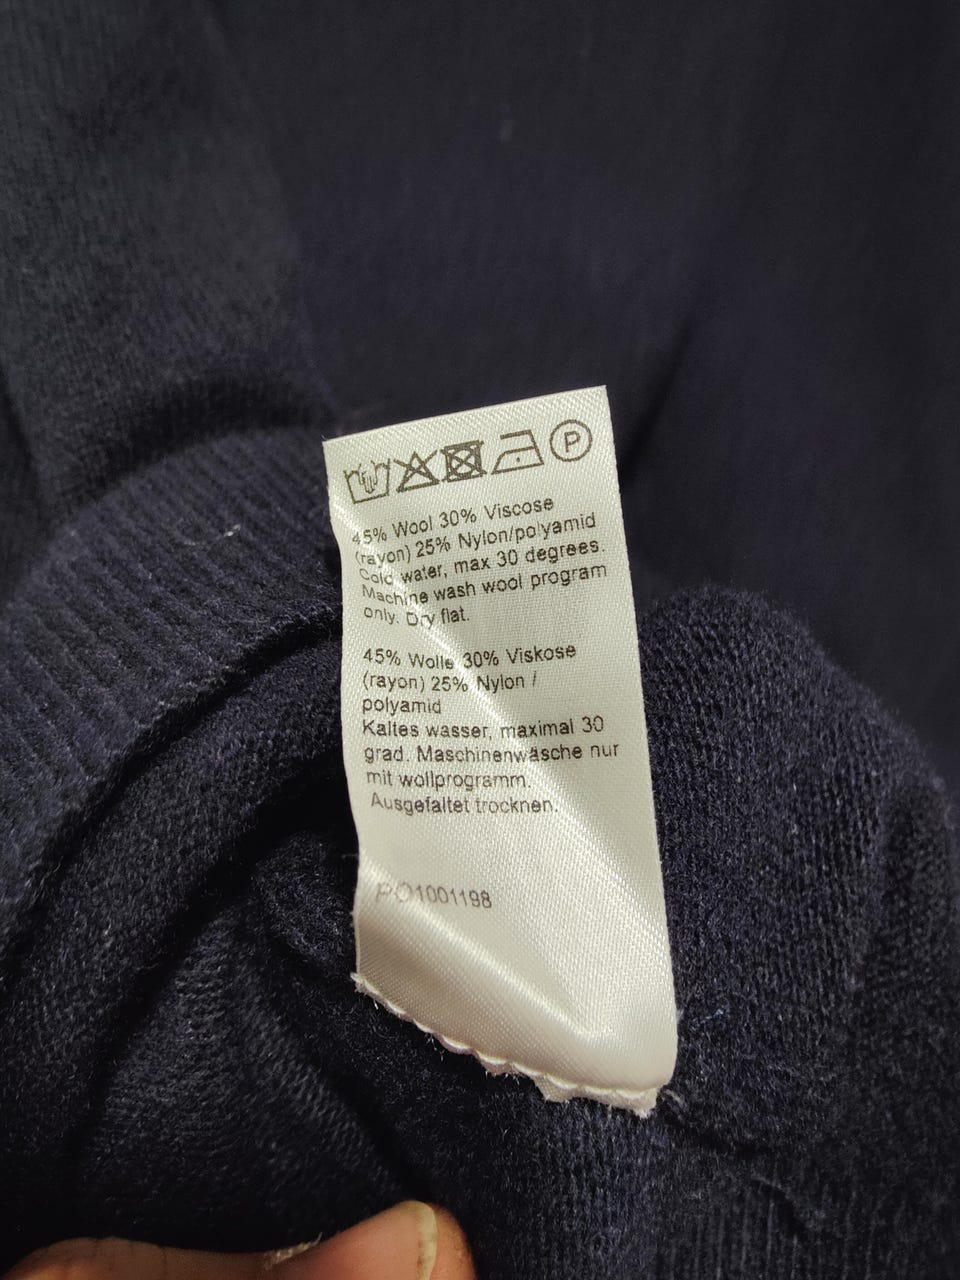 P
45% Wool 30% Viscose
(rayon) 25% Nylon/polyamid
Cold water, max 30 degrees.
Machine wash wool program
only. Dry flat.
45% Wolle 30% Viskose
(rayon) 25% Nylon /
polyamid
Kaltes wasser, maximal 30
grad. Maschinenwäsche nur
mit wollprogramm.
Ausgefaltet trocknen.
PO1001198